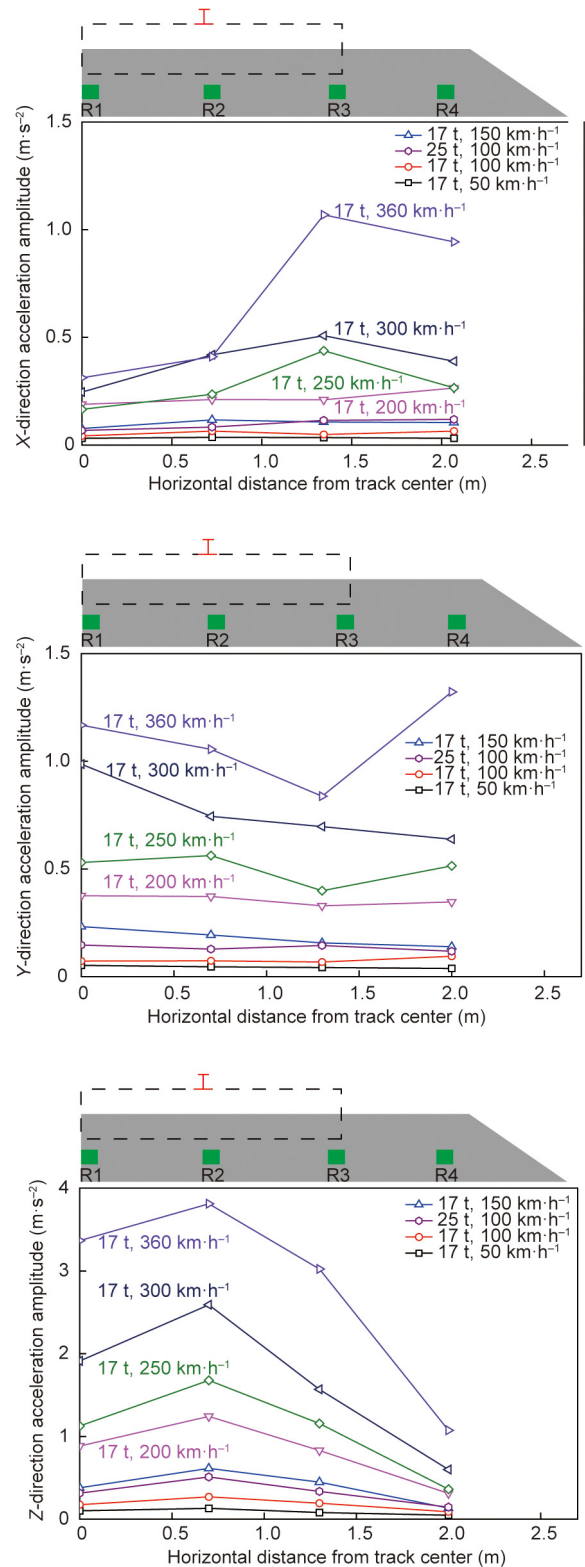 R1 R2 R3 R4
1.5
1.0
0.5
0
X-direction acceleration amplitude (m·s⁻²)
17 t, 150 km·h⁻¹
25 t, 100 km·h⁻¹
17 t, 100 km·h⁻¹
17 t, 50 km·h⁻¹
17 t, 360 km·h⁻¹
17 t, 300 km·h⁻¹
17 t, 250 km·h⁻¹
17 t, 200 km·h⁻¹
0 0.5 1.0 1.5 2.0 2.5
Horizontal distance from track center (m)
R1 R2 R3 R4
1.5
1.0
0.5
0
Y-direction acceleration amplitude (m·s⁻²)
17 t, 360 km·h⁻¹
17 t, 300 km·h⁻¹
17 t, 150 km·h⁻¹
25 t, 100 km·h⁻¹
17 t, 100 km·h⁻¹
17 t, 50 km·h⁻¹
17 t, 250 km·h⁻¹
17 t, 200 km·h⁻¹
0 0.5 1.0 1.5 2.0 2.5
Horizontal distance from track center (m)
R1 R2 R3 R4
4
3
2
1
0
Z-direction acceleration amplitude (m·s⁻²)
17 t, 150 km·h⁻¹
25 t, 100 km·h⁻¹
17 t, 100 km·h⁻¹
17 t, 50 km·h⁻¹
17 t, 360 km·h⁻¹
17 t, 300 km·h⁻¹
17 t, 250 km·h⁻¹
17 t, 200 km·h⁻¹
0 0.5 1.0 1.5 2.0 2.5
Horizontal distance from track center (m)